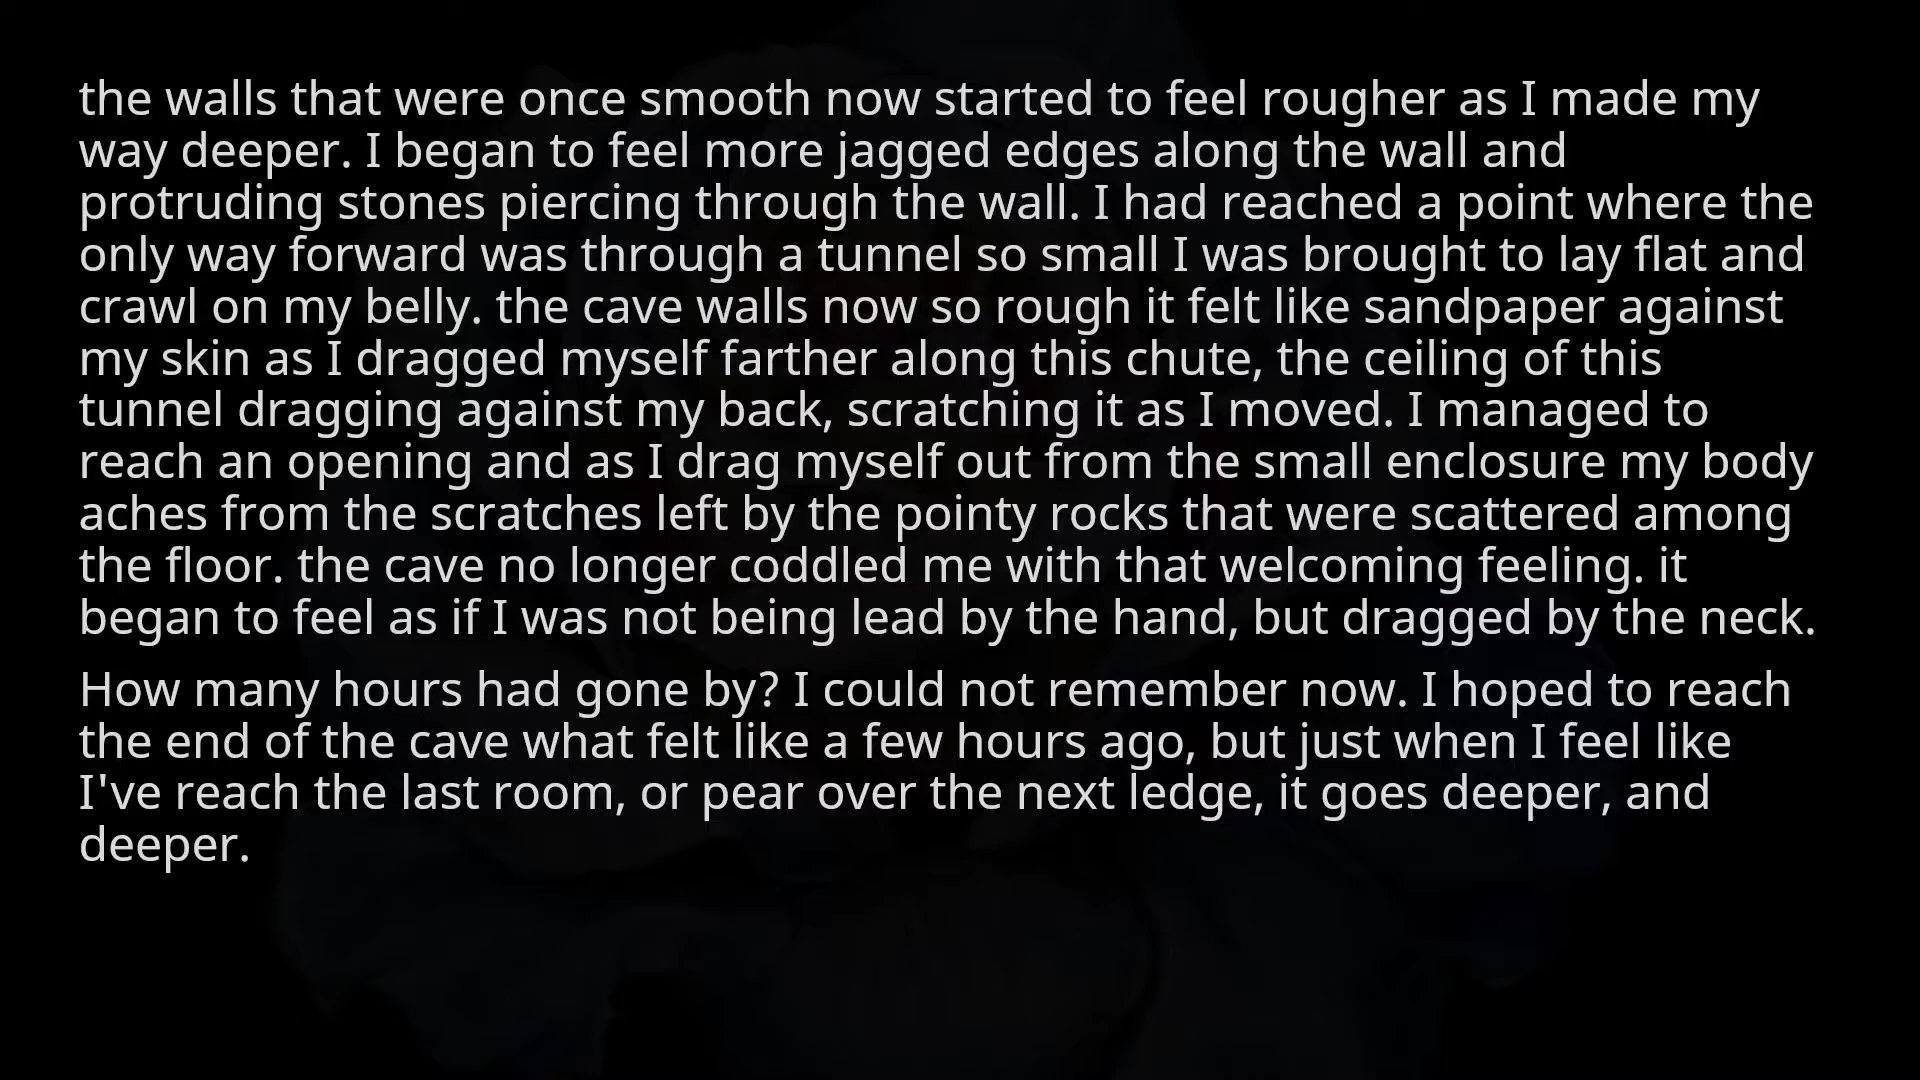 the walls that were once smooth now started to feel rougher as I made my
way deeper. I began to feel more jagged edges along the wall and
protruding stones piercing through the wall. I had reached a point where the
only way forward was through a tunnel so small I was brought to lay flat and
crawl on my belly. the cave walls now so rough it felt like sandpaper against
my skin as I dragged myself farther along this chute, the ceiling of this
tunnel dragging against my back, scratching it as I moved. I managed to
reach an opening and as I drag myself out from the small enclosure my body
aches from the scratches left by the pointy rocks that were scattered among
the floor. the cave no longer coddled me with that welcoming feeling. it
began to feel as if I was not being lead by the hand, but dragged by the neck.
How many hours had gone by? I could not remember now. I hoped to reach
the end of the cave what felt like a few hours ago, but just when I feel like
I've reach the last room, or pear over the next ledge, it goes deeper, and
deeper.